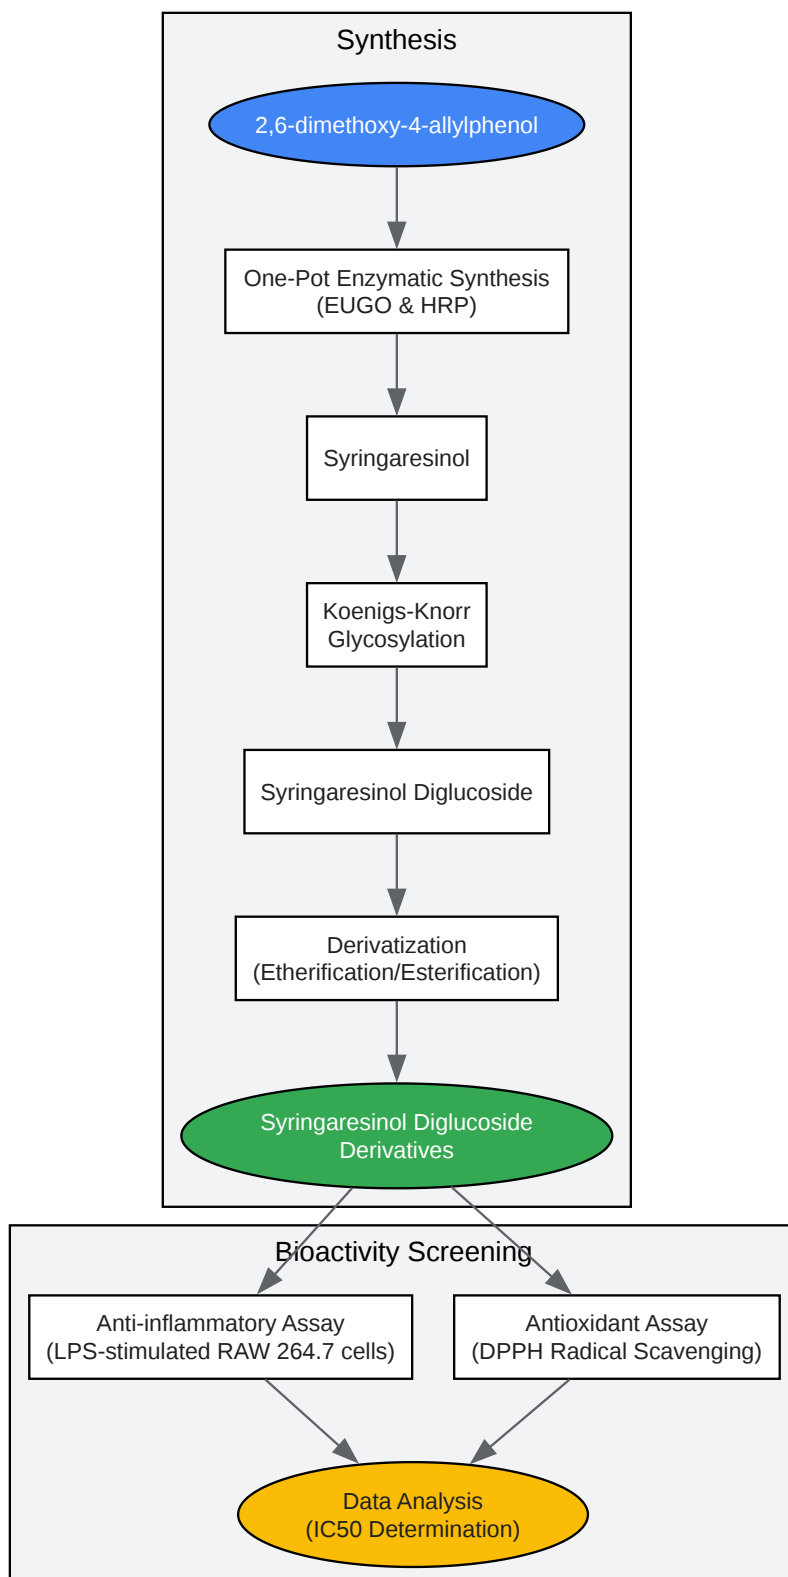 Synthesis
2,6-dimethoxy-4-allylphenol
One-Pot Enzymatic Synthesis
(EUGO & HRP)
Syringaresinol
Koenigs-Knorr
Glycosylation
Syringaresinol Diglucoside
Derivatization
(Etherification/Esterification)
Syringaresinol Diglucoside
Derivatives
Bioactivity Screening
Anti-inflammatory Assay
(LPS-stimulated RAW 264.7 cells)
Antioxidant Assay
(DPPH Radical Scavenging)
Data Analysis
(IC50 Determination)